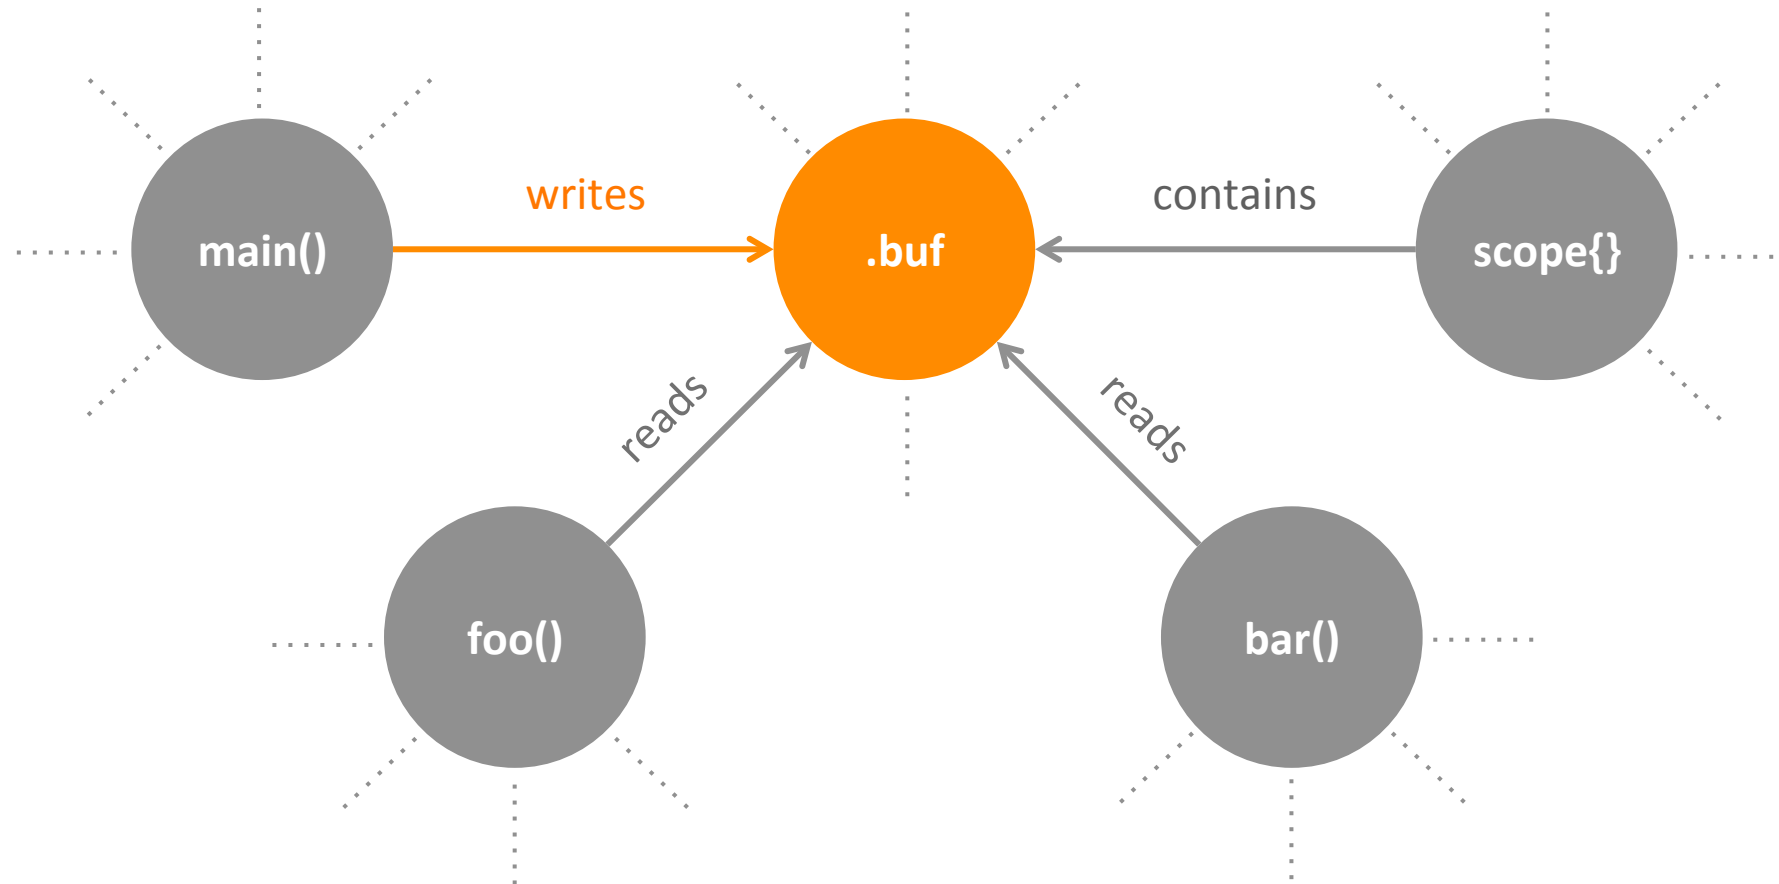 writes
contains
main()
.buf
scope{}
reads
reads
foo()
bar()